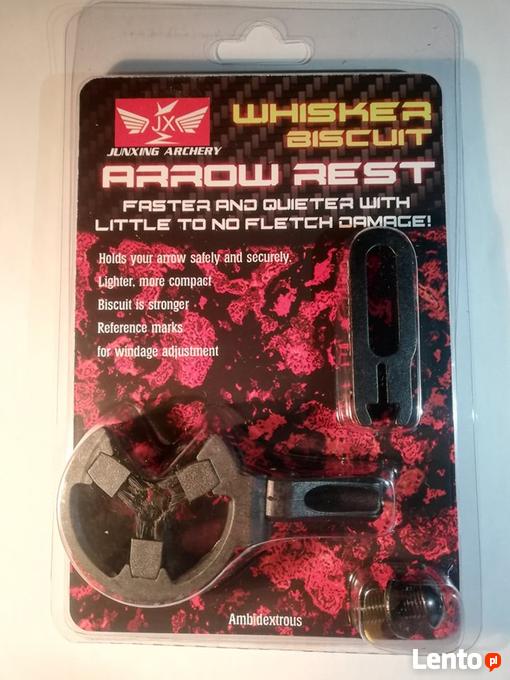 JX
JUNXING ARCHERY
WHISKER
BISCUIT
ARROW REST
FASTER AND QUIETER WITH
LITTLE TO NO FLETCH DAMAGE!
Holds your arrow safely and securely.
Lighter, more compact
Biscuit is stronger
Reference marks
for windage adjustment
Ambidextrous
Lento pl